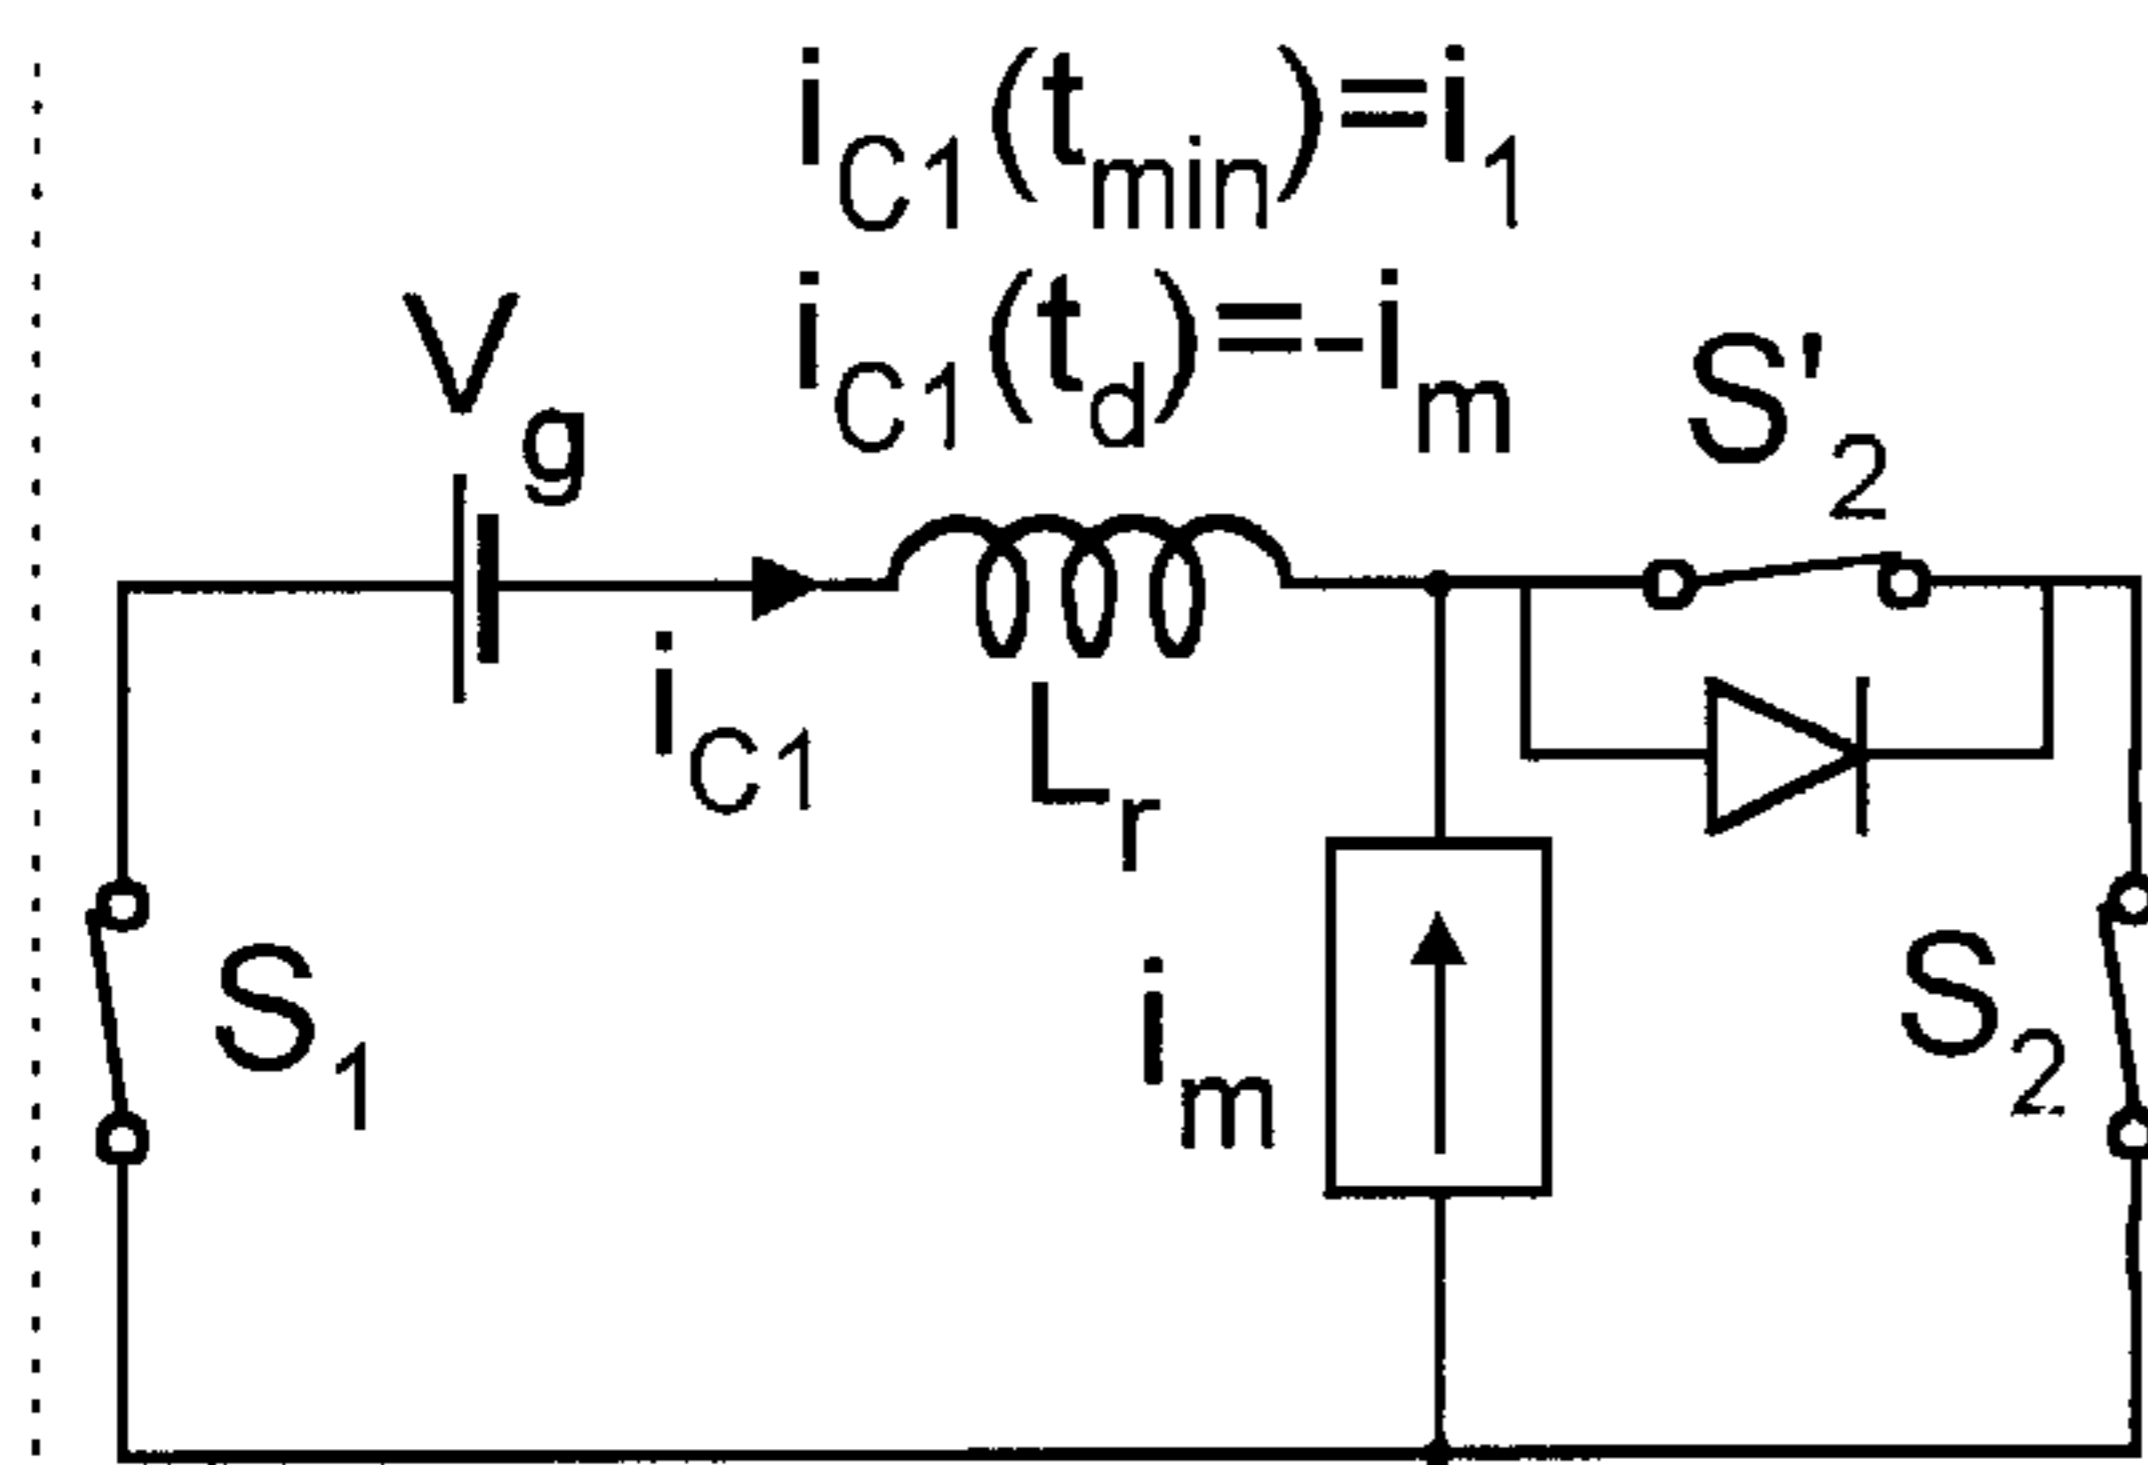 i_C1(t_min)=i_1
i_C1(t_d)=-i_m
V_g
S'_2
i_C1
L_r
S_1
i_m
S_2